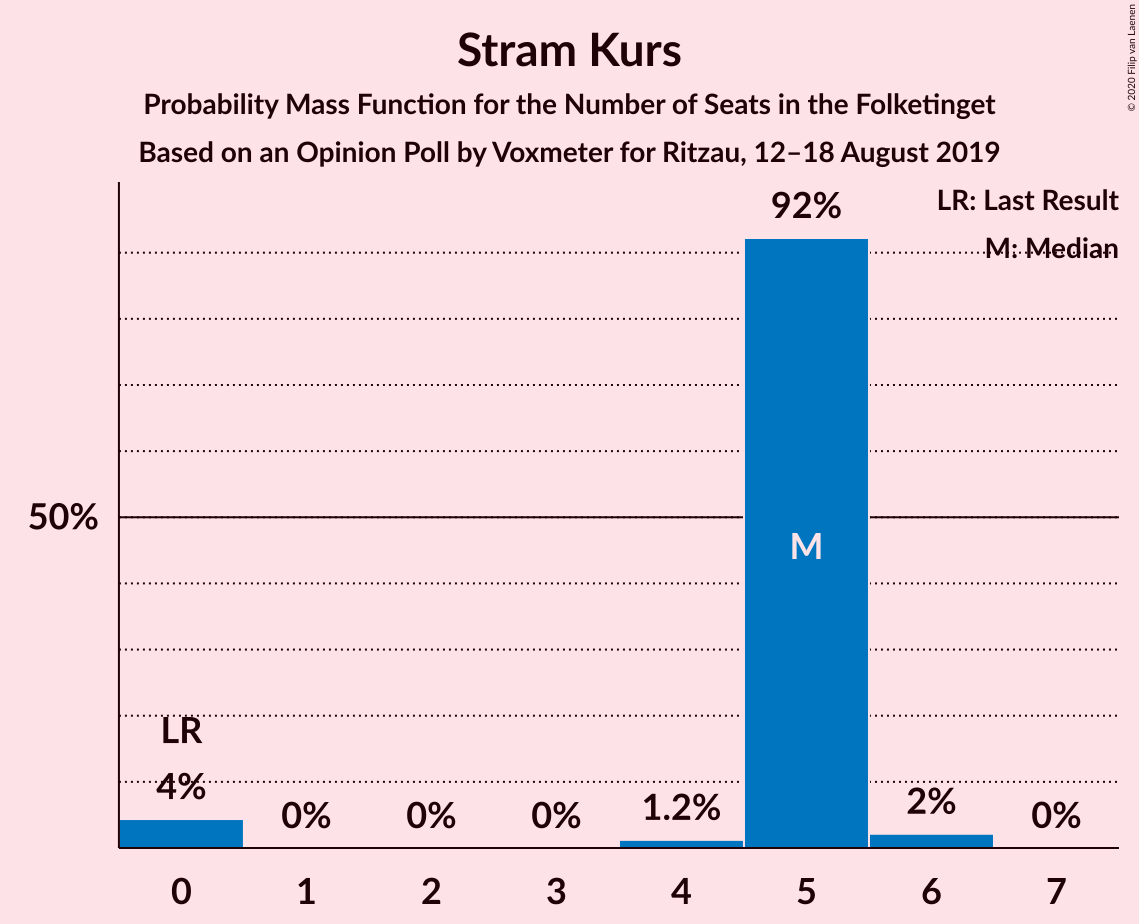 Stram Kurs
Probability Mass Function for the Number of Seats in the Folketinget
Based on an Opinion Poll by Voxmeter for Ritzau, 12–18 August 2019
© 2020 Filip van Laenen
LR: Last Result
M: Median
92%
50%
M
LR
4%
0%
0%
0%
1.2%
2%
0%
0 1 2 3 4 5 6 7